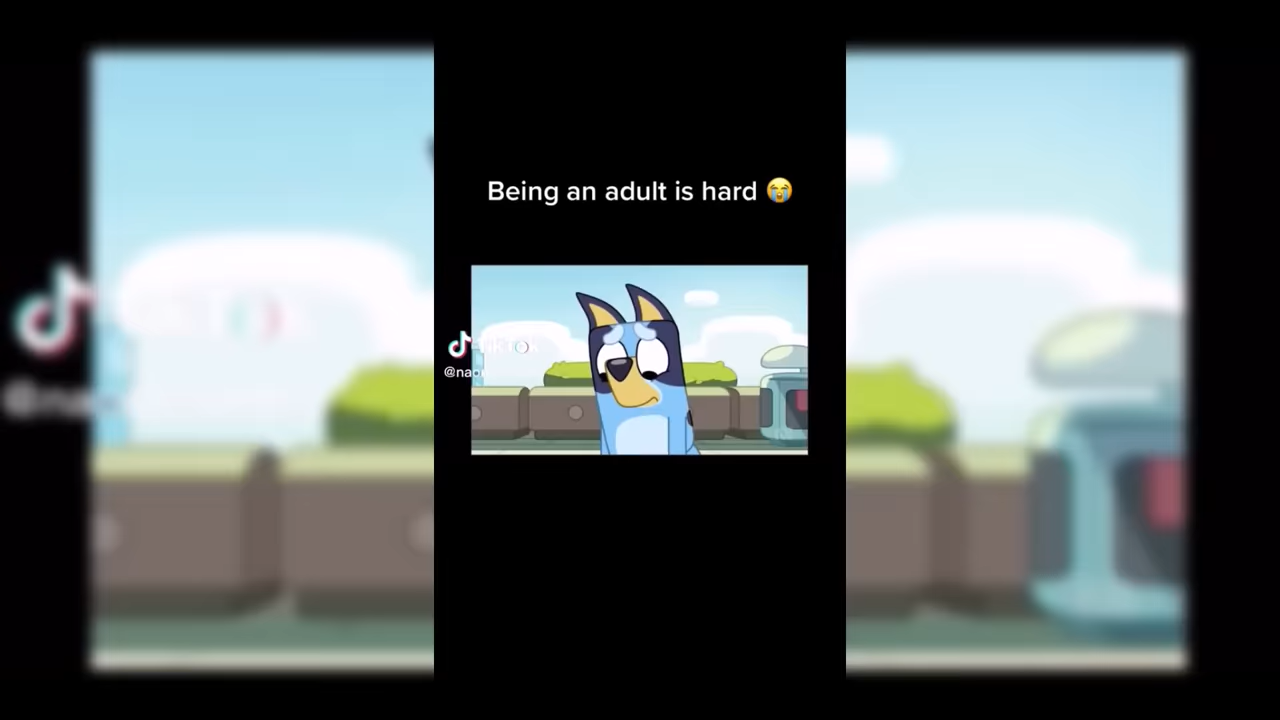 Being an adult is hard 😭
TikTok